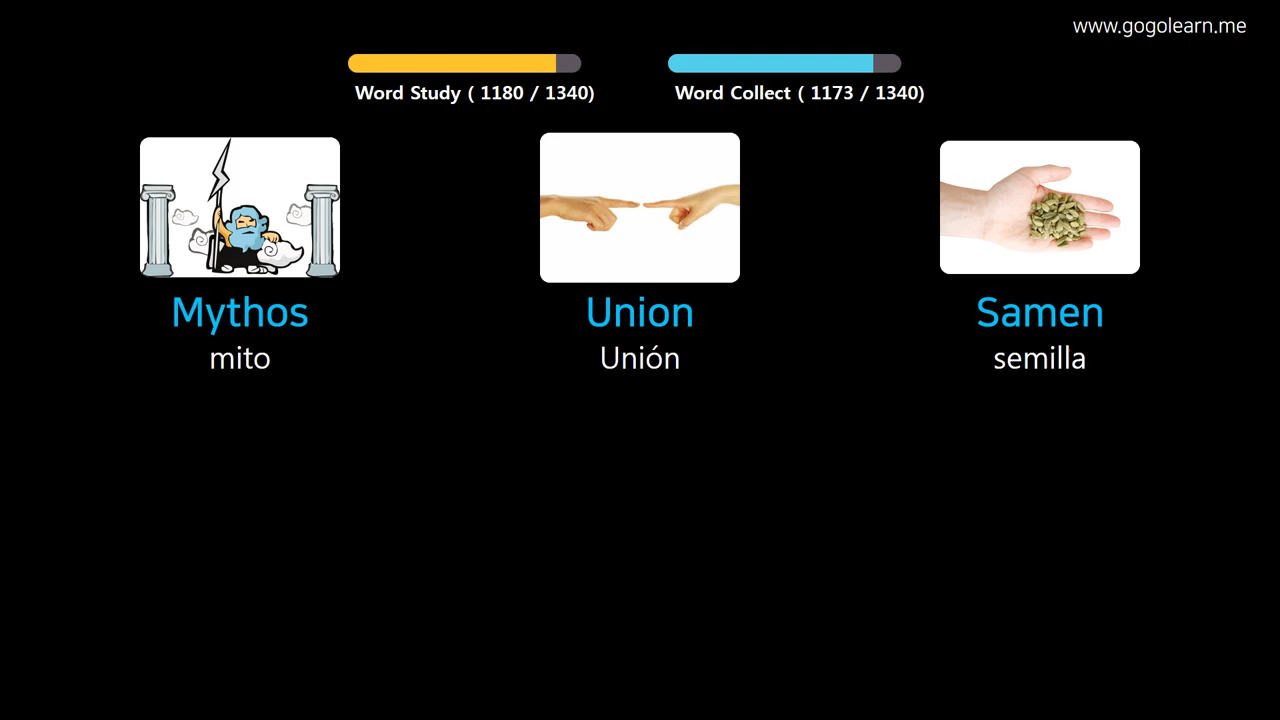 www.gogolearn.me
Word Study ( 1180 / 1340)
Word Collect ( 1173 / 1340)
Mythos
mito
Union
Unión
Samen
semilla